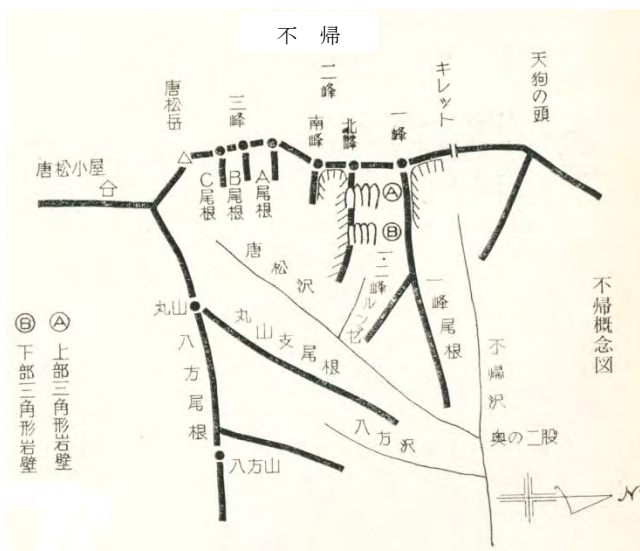 不 帰
天狗の頭
キレット
一峰
二峰
北峰
南峰
三峰
唐松岳
唐松小屋
A尾根
B尾根
C尾根
Ⓐ
Ⓑ
唐松沢
一・二峰ルンゼ
一峰尾根
不帰沢
不帰概念図
丸山
丸山支尾根
八方尾根
八方沢
奥の二股
八方山
Ⓐ 上部三角形岩壁
Ⓑ 下部三角形岩壁
N